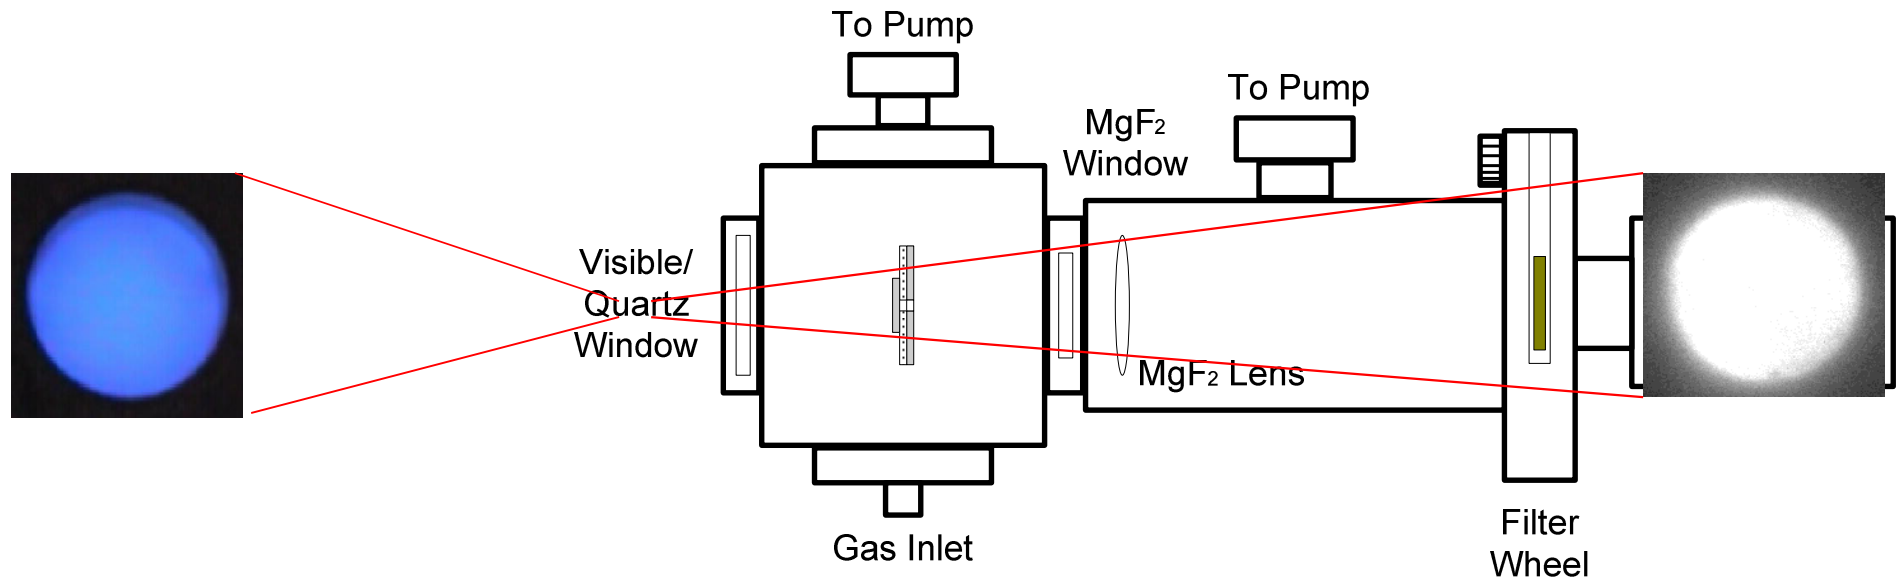 To Pump
To Pump
MgF₂
Window
Visible/
Quartz
Window
MgF₂ Lens
Gas Inlet
Filter
Wheel